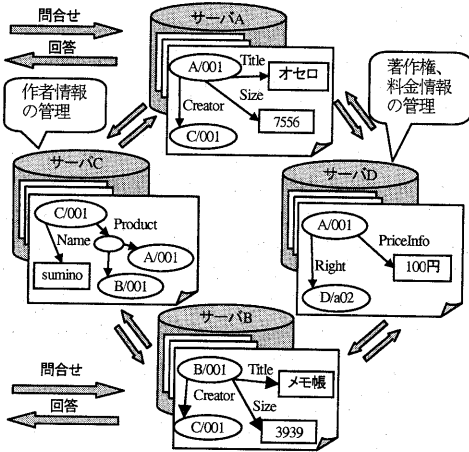 問合せ
回答
サーバA
A/001
Title
オセロ
Creator
Size
7556
C/001
作者情報
の管理
著作権、
料金情報
の管理
サーバC
C/001
Product
Name
A/001
sumino
B/001
サーバD
A/001
PriceInfo
100円
Right
D/a02
サーバB
B/001
Title
メモ帳
Creator
Size
C/001
3939
問合せ
回答